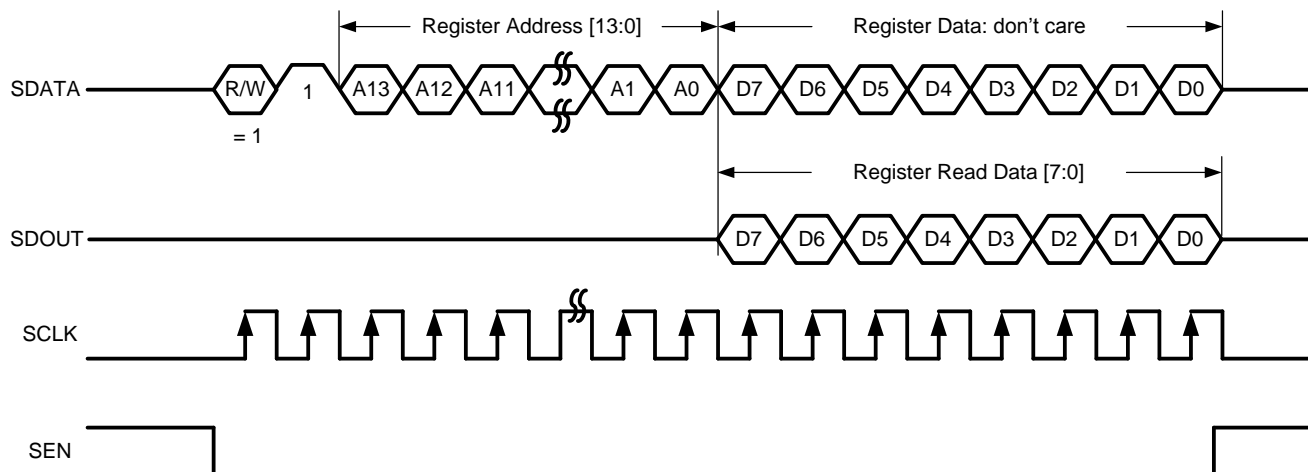 Register Address [13:0] Register Data: don't care
SDATA R/W 1 A13 A12 A11 A1 A0 D7 D6 D5 D4 D3 D2 D1 D0
= 1
Register Read Data [7:0]
SDOUT D7 D6 D5 D4 D3 D2 D1 D0
SCLK
SEN